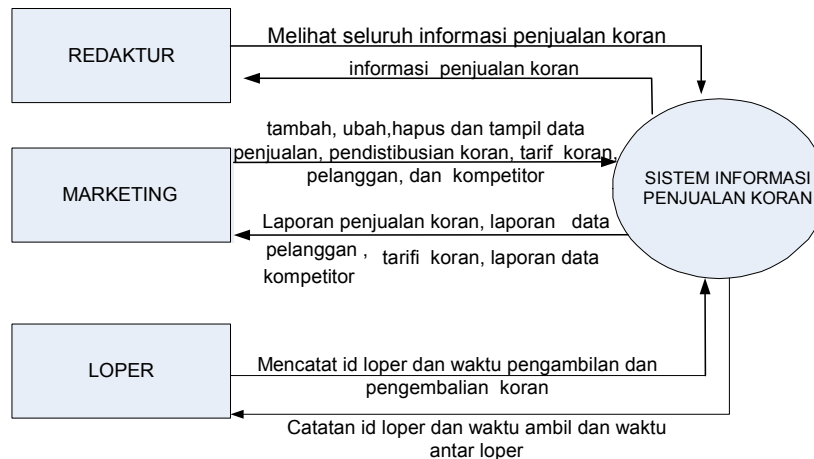 REDAKTUR
Melihat seluruh informasi penjualan koran
informasi penjualan koran
MARKETING
tambah, ubah,hapus dan tampil data
penjualan, pendistibusian koran, tarif koran,
pelanggan, dan kompetitor
SISTEM INFORMASI
PENJUALAN KORAN
Laporan penjualan koran, laporan data
pelanggan , tarifi koran, laporan data
kompetitor
LOPER
Mencatat id loper dan waktu pengambilan dan
pengembalian koran
Catatan id loper dan waktu ambil dan waktu
antar loper